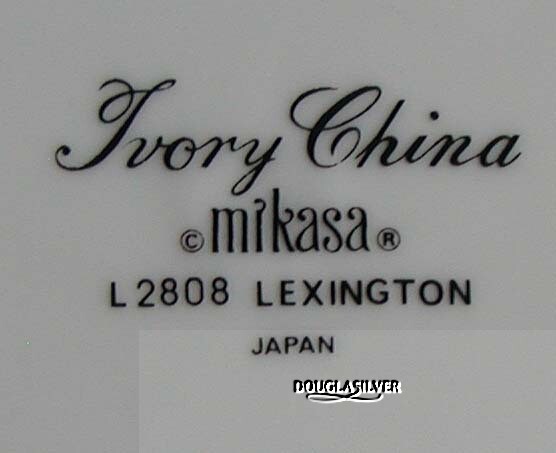 Ivory China
© mikasa ®
L2808 LEXINGTON
JAPAN
DOUGLASILVER